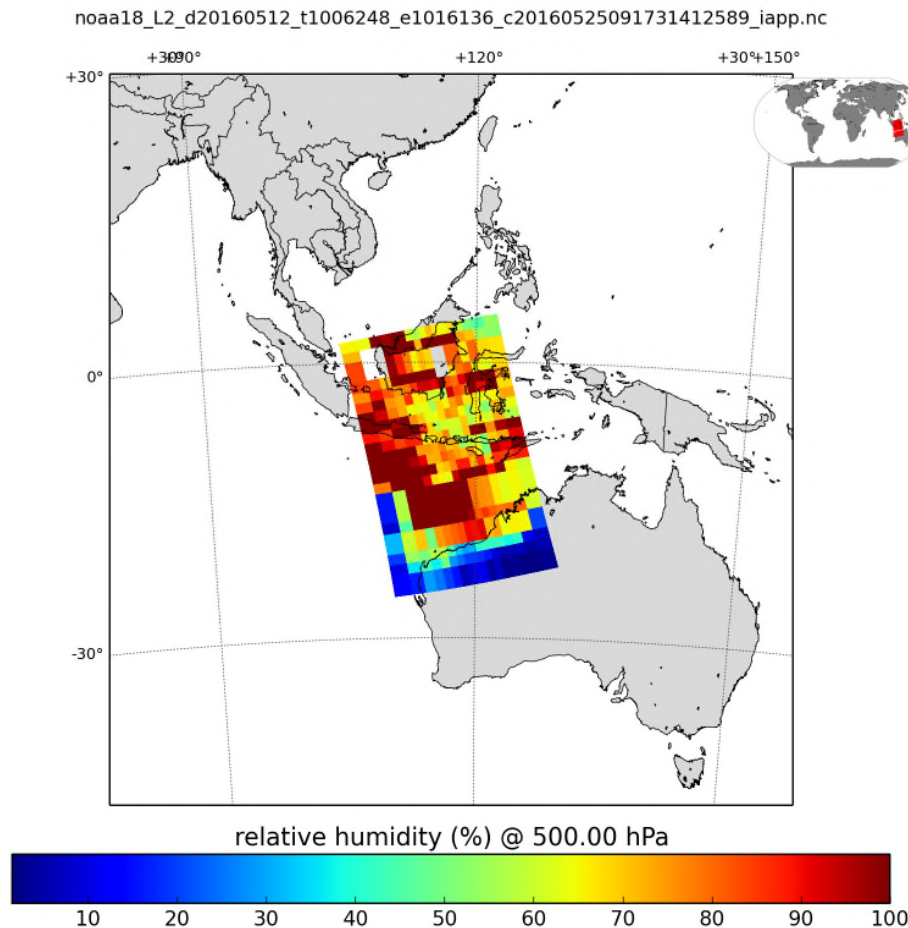 noaa18_L2_d20160512_t1006248_e1016136_c20160525091731412589_iapp.nc
+120°
+30°
+150°
+30°
0°
-30°
relative humidity (%) @ 500.00 hPa
10 20 30 40 50 60 70 80 90 100